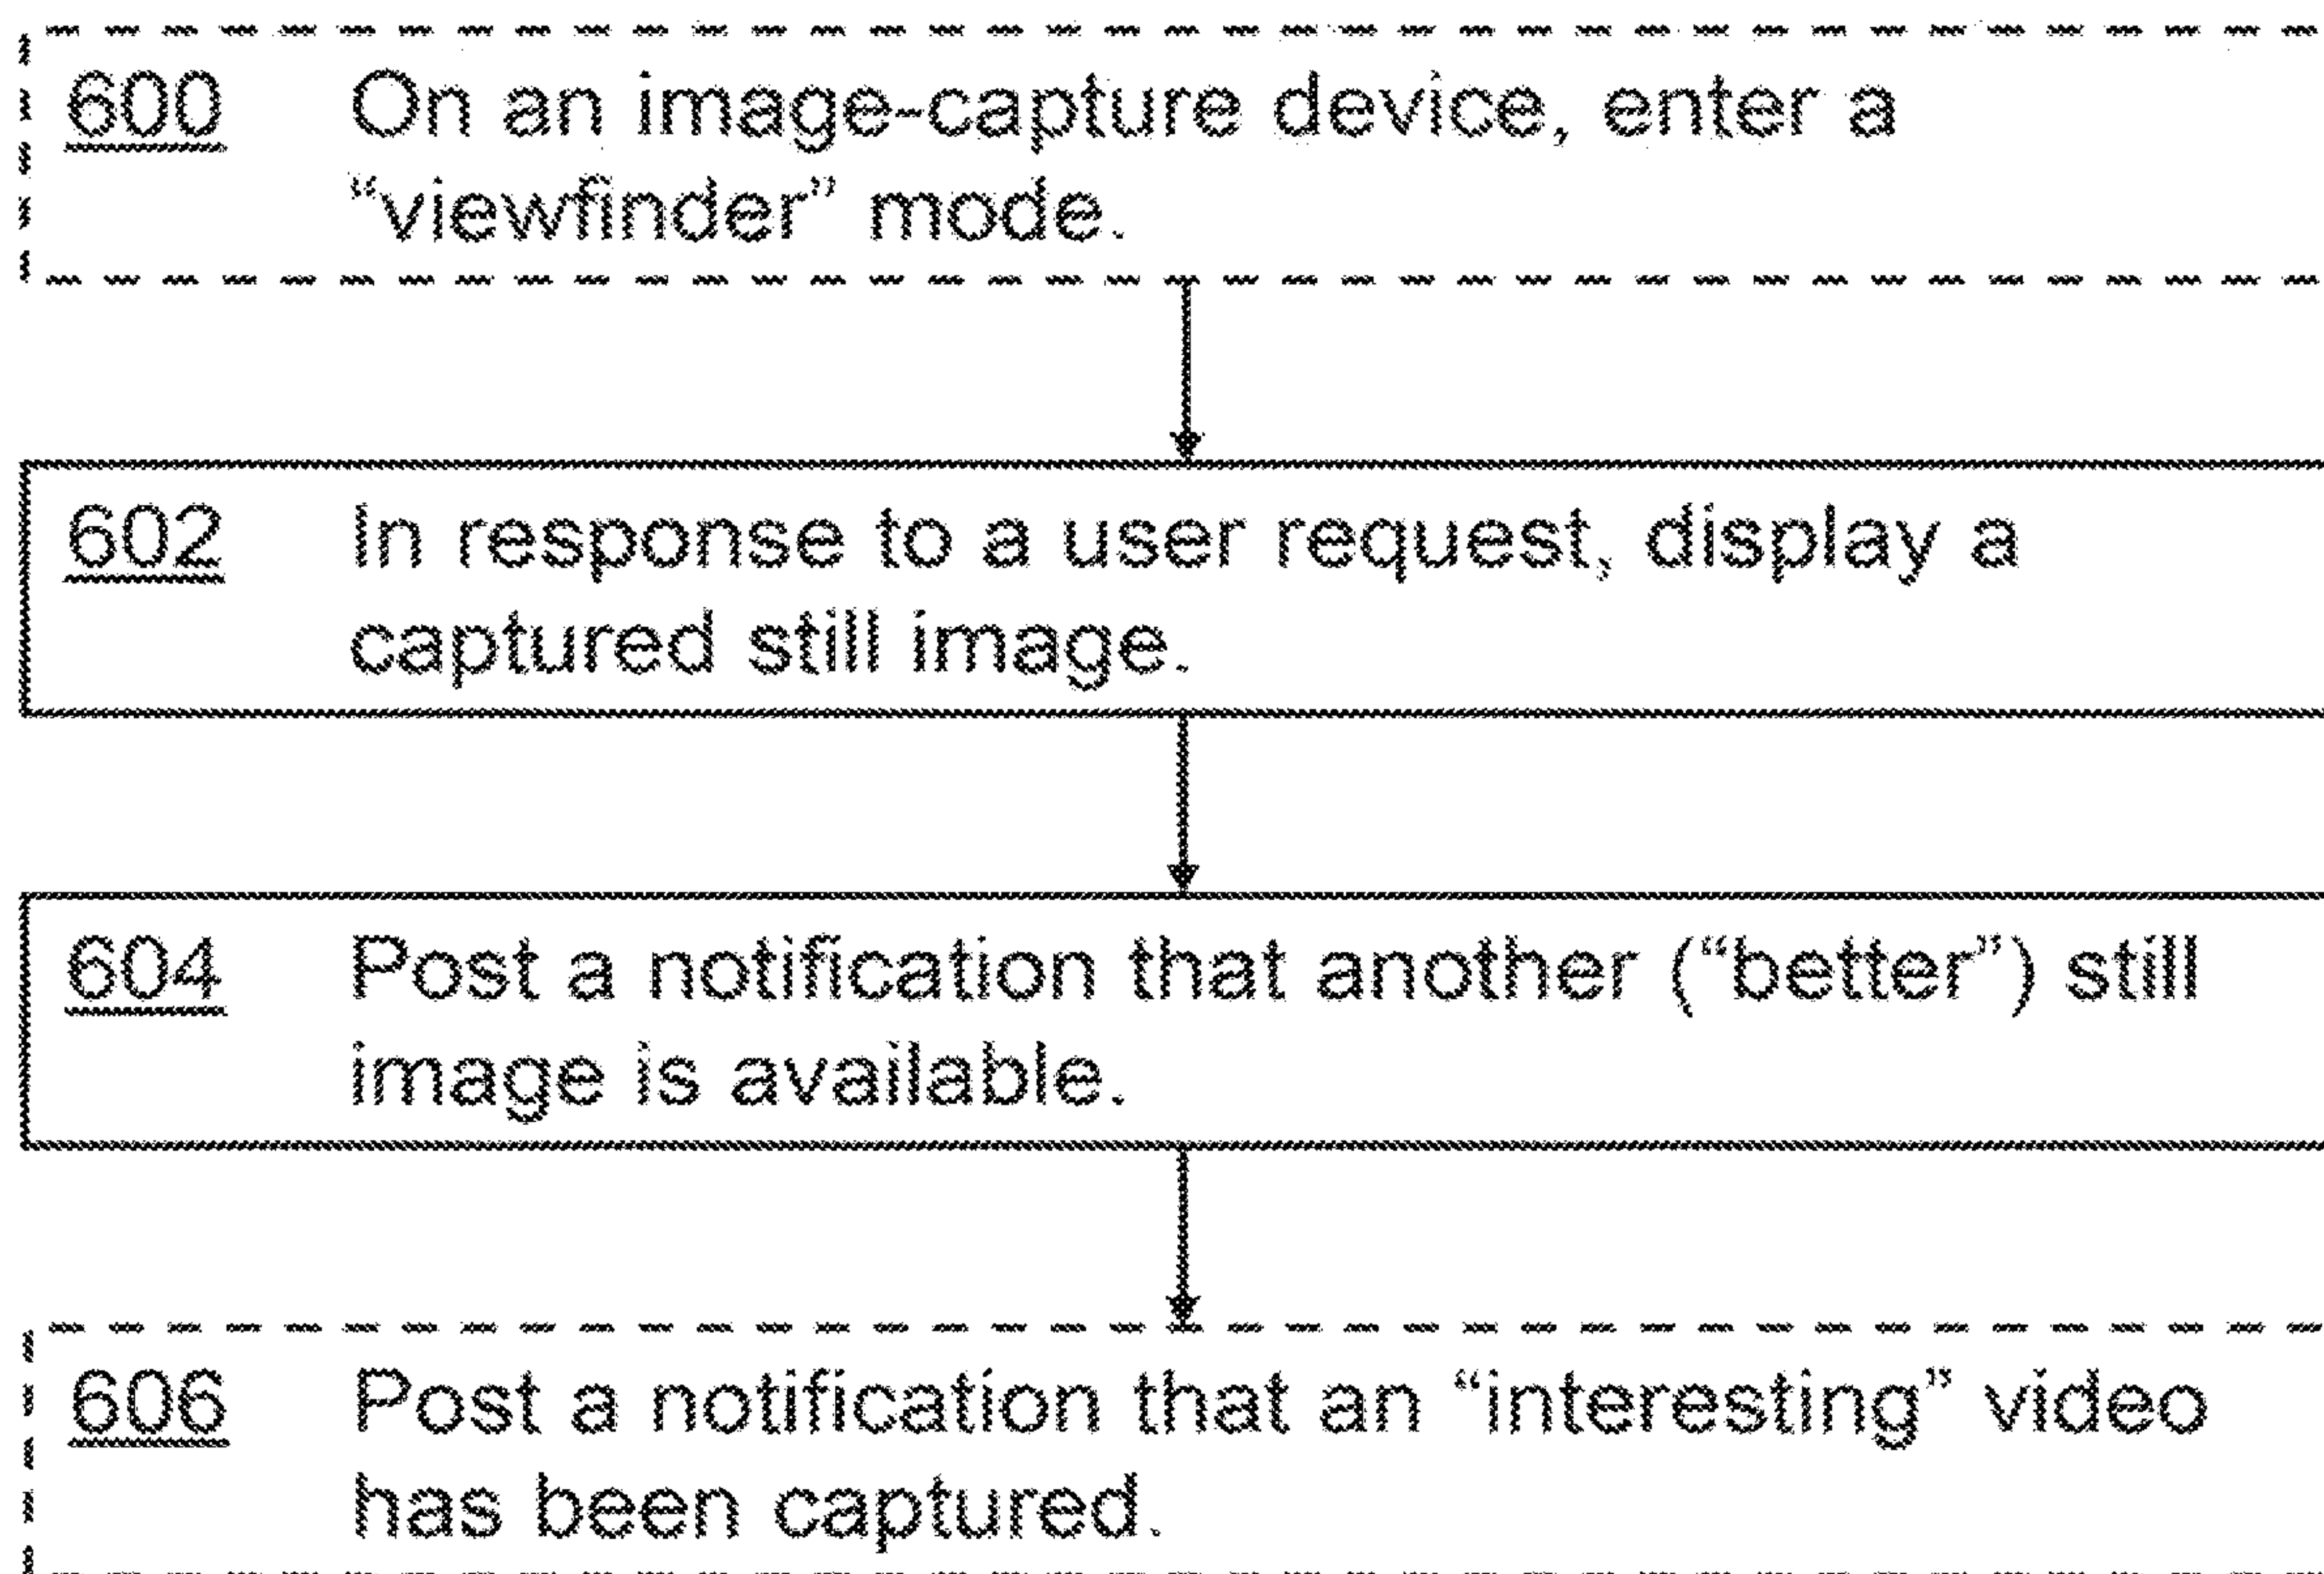 600 On an image-capture device, enter a
“viewfinder” mode.
602 In response to a user request, display a
captured still image.
604 Post a notification that another (“better”) still
image is available.
606 Post a notification that an “interesting” video
has been captured.